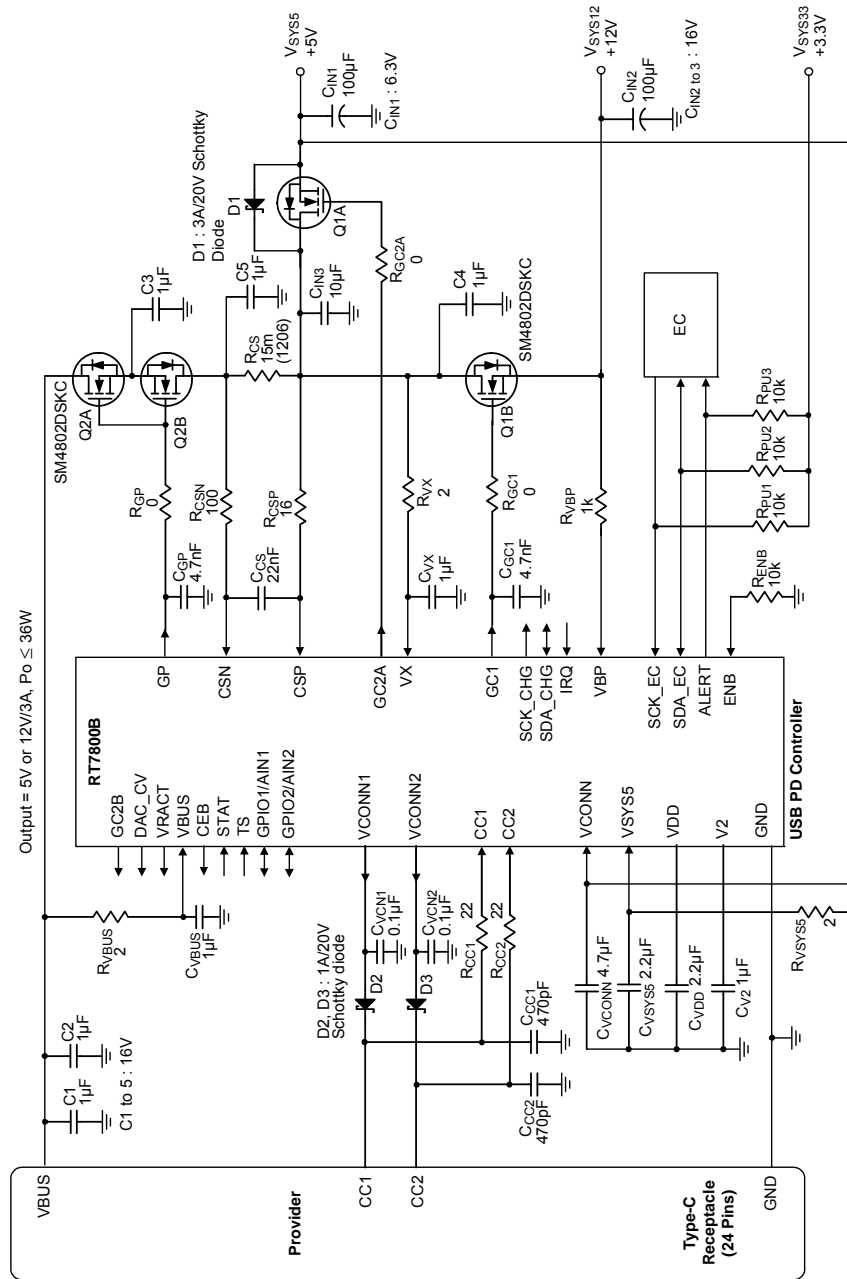 Output = 5V or 12V/3A, Po ≤ 36W
VBUS
C1
1µF
C2
1µF
C1 to 5 : 16V
RVBUS
2
CVBUS
1µF
SM4802DSKC
Q2A
Q2B
C3
1µF
RGP
0
CGP
4.7nF
RCSN
100
CCS
22nF
RCSP
16
RCS
15m
(1206)
C5
1µF
CIN3
10µF
D1 : 3A/20V Schottky
Diode
D1
Q1A
RGC2A
0
CIN1
100µF
CIN1 : 6.3V
VSYS5
+5V
RVX
2
CVX
1µF
C4
1µF
SM4802DSKC
Q1B
RGC1
0
CGC1
4.7nF
RVBP
1k
CIN2
100µF
CIN2 to 3 : 16V
VSYS12
+12V
EC
RPU1
10k
RPU2
10k
RPU3
10k
RENB
10k
VSYS33
+3.3V
RT7800B
USB PD Controller
GC2B
DAC_CV
VRACT
VBUS
CEB
STAT
TS
GPIO1/AIN1
GPIO2/AIN2
VCONN1
VCONN2
CC1
CC2
VCONN
VSYS5
VDD
V2
GND
GP
CSN
CSP
GC2A
VX
GC1
SCK_CHG
SDA_CHG
IRQ
VBP
SCK_EC
SDA_EC
ALERT
ENB
D2, D3 : 1A/20V
Schottky diode
D2
D3
CVCN1
0.1µF
CVCN2
0.1µF
RCC1
22
RCC2
22
CCC1
470pF
CCC2
470pF
CVCONN 4.7µF
CVSYS5 2.2µF
CVDD 2.2µF
CV2 1µF
RVSYS5
2
CC1
CC2
GND
Provider
Type-C
Receptacle
(24 Pins)